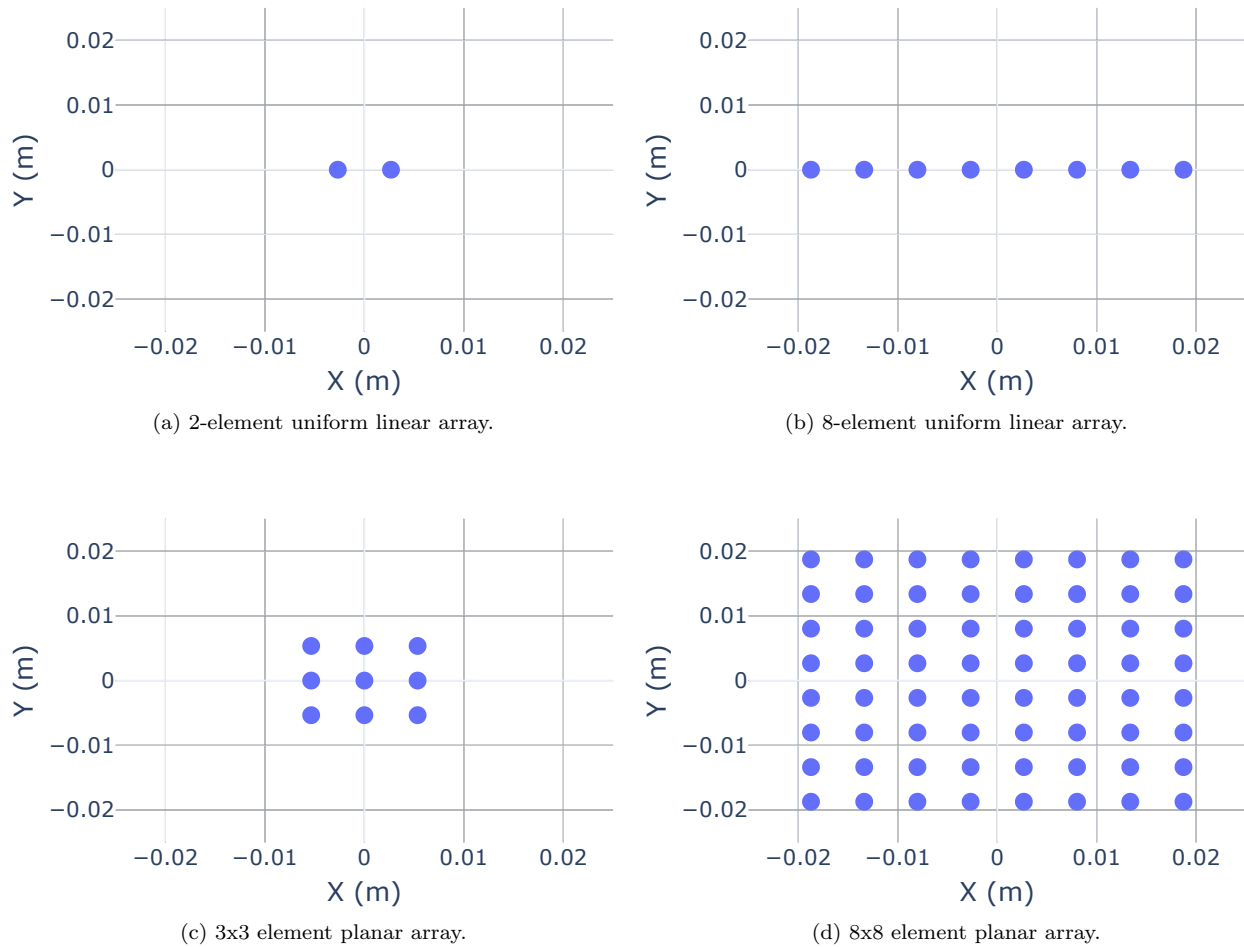 0.02
0.01
0
−0.01
−0.02
Y (m)
−0.02 −0.01 0 0.01 0.02
X (m)
(a) 2-element uniform linear array.
0.02
0.01
0
−0.01
−0.02
Y (m)
−0.02 −0.01 0 0.01 0.02
X (m)
(b) 8-element uniform linear array.
0.02
0.01
0
−0.01
−0.02
Y (m)
−0.02 −0.01 0 0.01 0.02
X (m)
(c) 3x3 element planar array.
0.02
0.01
0
−0.01
−0.02
Y (m)
−0.02 −0.01 0 0.01 0.02
X (m)
(d) 8x8 element planar array.